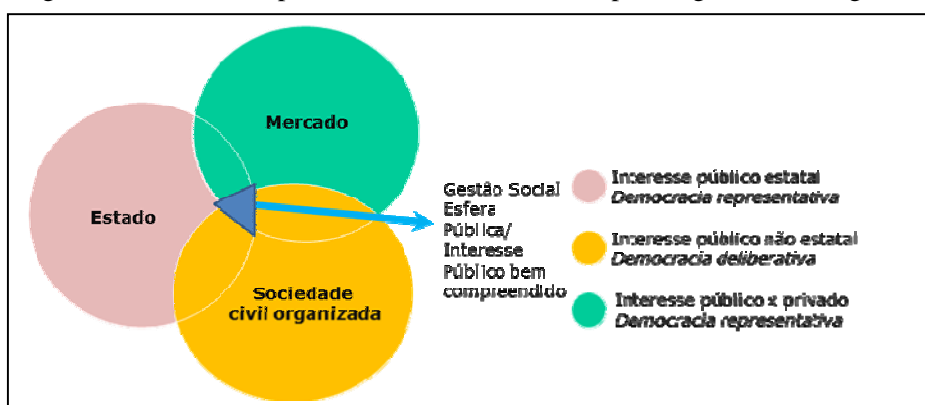 Mercado
Estado
Sociedade
civil organizada
Gestão Social
Esfera
Pública/
Interesse
Público bem
compreendido
Interesse público estatal
Democracia representativa
Interesse público não estatal
Democracia deliberativa
Interesse público x privado
Democracia representativa